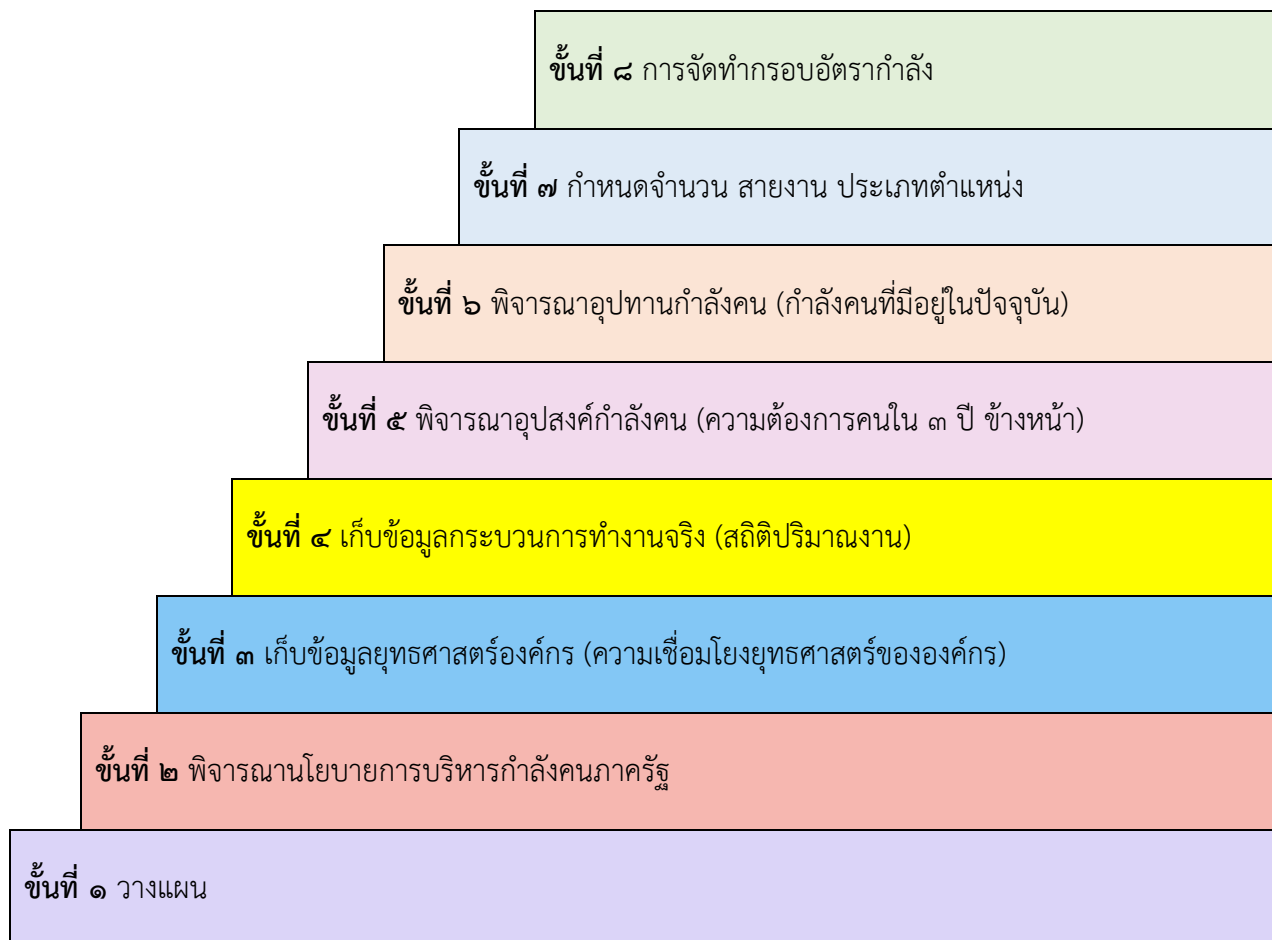 ขั้นที่ ๘ การจัดทำกรอบอัตรากำลัง
ขั้นที่ ๗ กำหนดจำนวน สายงาน ประเภทตำแหน่ง
ขั้นที่ ๖ พิจารณาอุปทานกำลังคน (กำลังคนที่มีอยู่ในปัจจุบัน)
ขั้นที่ ๕ พิจารณาอุปสงค์กำลังคน (ความต้องการคนใน ๓ ปี ข้างหน้า)
ขั้นที่ ๔ เก็บข้อมูลกระบวนการทำงานจริง (สถิติปริมาณงาน)
ขั้นที่ ๓ เก็บข้อมูลยุทธศาสตร์องค์กร (ความเชื่อมโยงยุทธศาสตร์ขององค์กร)
ขั้นที่ ๒ พิจารณานโยบายการบริหารกำลังคนภาครัฐ
ขั้นที่ ๑ วางแผน